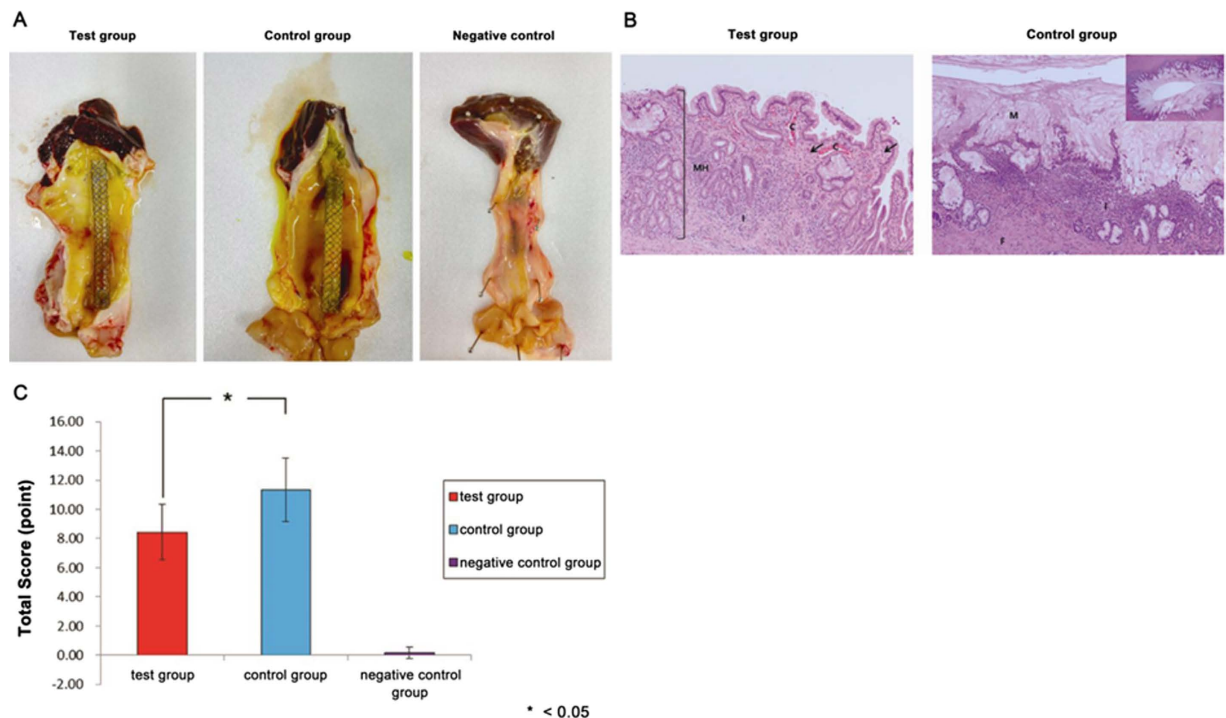 A
Test group
Control group
Negative control
B
Test group
Control group
C
C
MH
I
M
I
F
C
*
Total Score (point)
16.00
14.00
12.00
10.00
8.00
6.00
4.00
2.00
0.00
-2.00
test group
control group
negative control
group
test group
control group
negative control group
* < 0.05